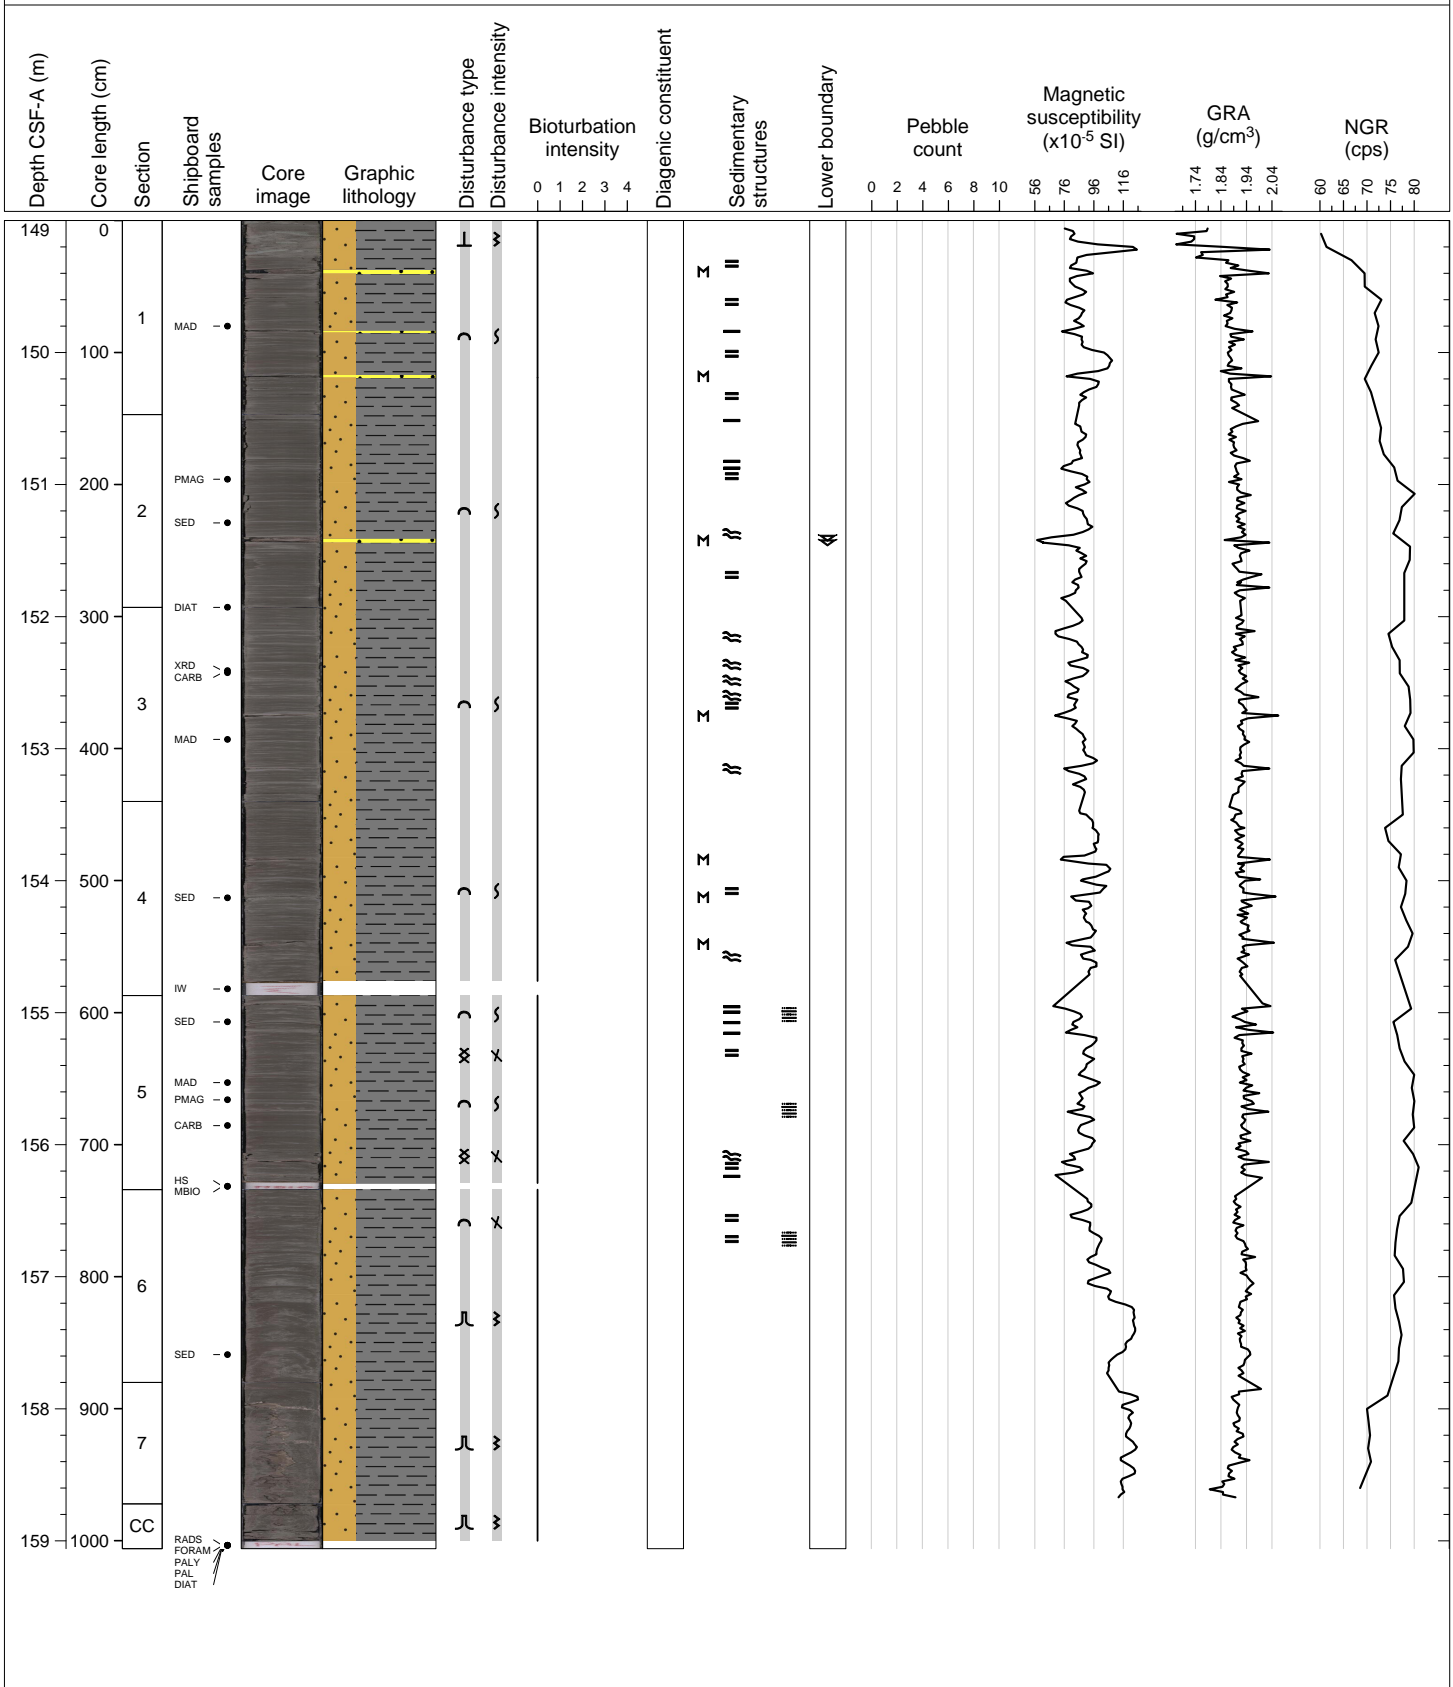 Depth CSF-A (m)
Core length (cm)
Section
Shipboard
samples
Core
image
Graphic
lithology
Disturbance type
Disturbance intensity
Bioturbation
intensity
0 1 2 3 4
Diagenic constituent
Sedimentary
structures
Lower boundary
Pebble
count
0 2 4 6 8 10
Magnetic
susceptibility
(x10-5 SI)
56 76 96 116
GRA
(g/cm3)
1.74 1.84 1.94 2.04
NGR
(cps)
60 65 70 75 80
149 0
M
1
MAD
150 100
M
PMAG
151 200
2
SED
M
DIAT
152 300
XRD
CARB
3
M
MAD
153 400
M
154 500
4
SED
M
M
IW
155 600
SED
MAD
5
PMAG
CARB
156 700
HS
MBIO
157 800
6
SED
158 900
7
CC
RADS
159 1000
FORAM
PALY
PAL
DIAT